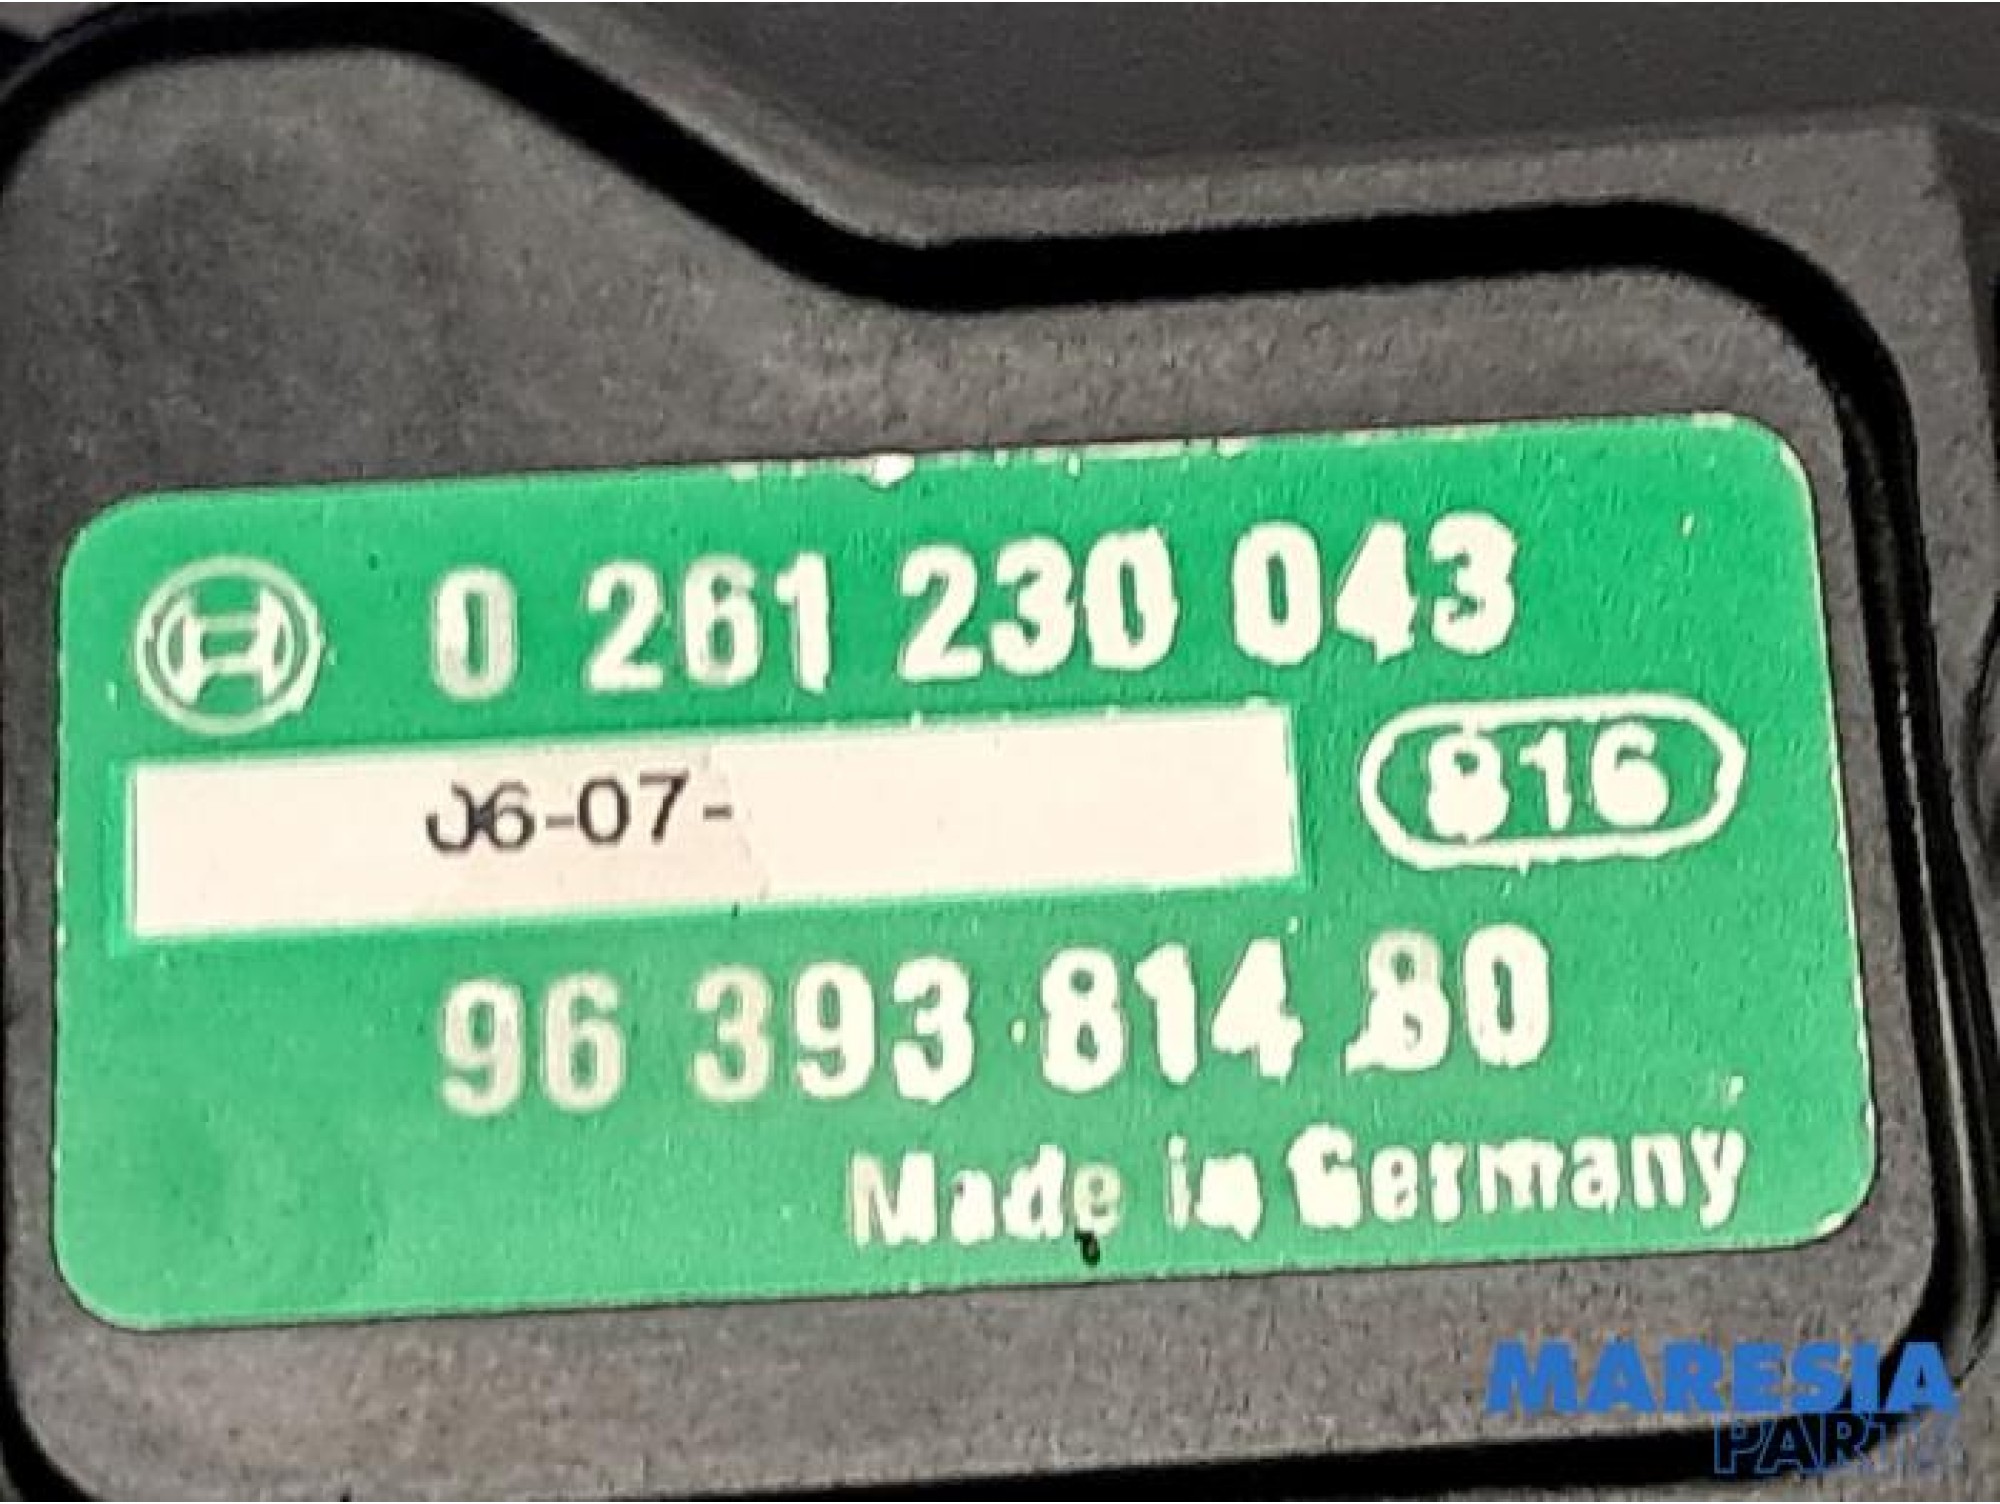 0 261 230 043
06-07-
816
96 393 814 80
Made in Germany
MARESIA
PARTS